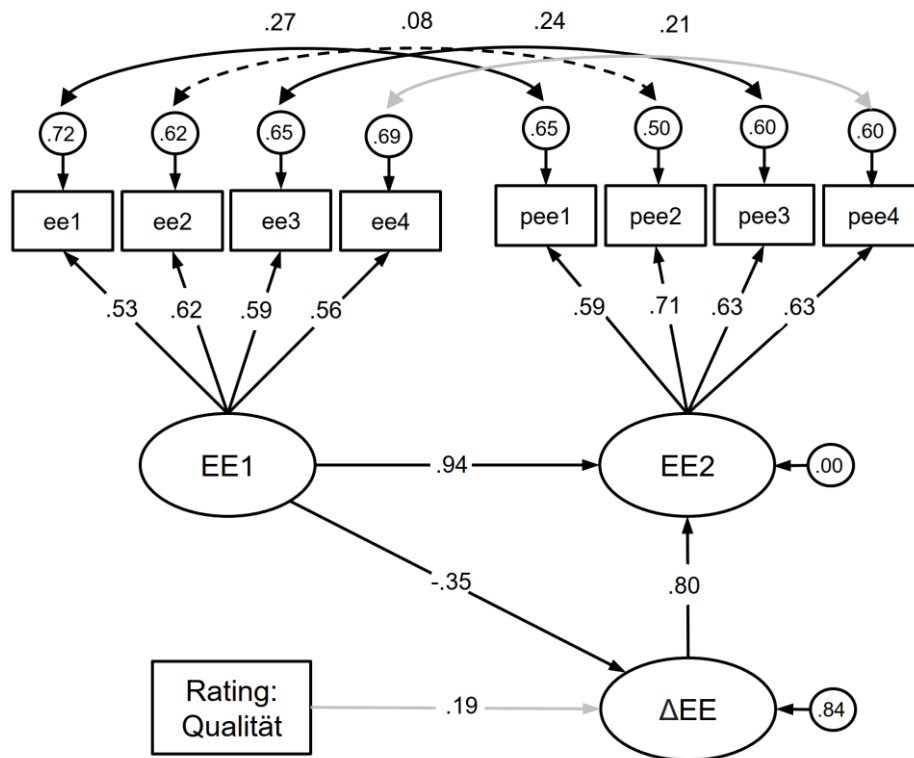 .27 .08 .24 .21
.72 .62 .65 .69 .65 .50 .60 .60
ee1 ee2 ee3 ee4 pee1 pee2 pee3 pee4
.53 .62 .59 .56 .59 .71 .63 .63
EE1 .94 EE2 .00
-.35 .80
Rating:
Qualität
.19 ΔEE .84